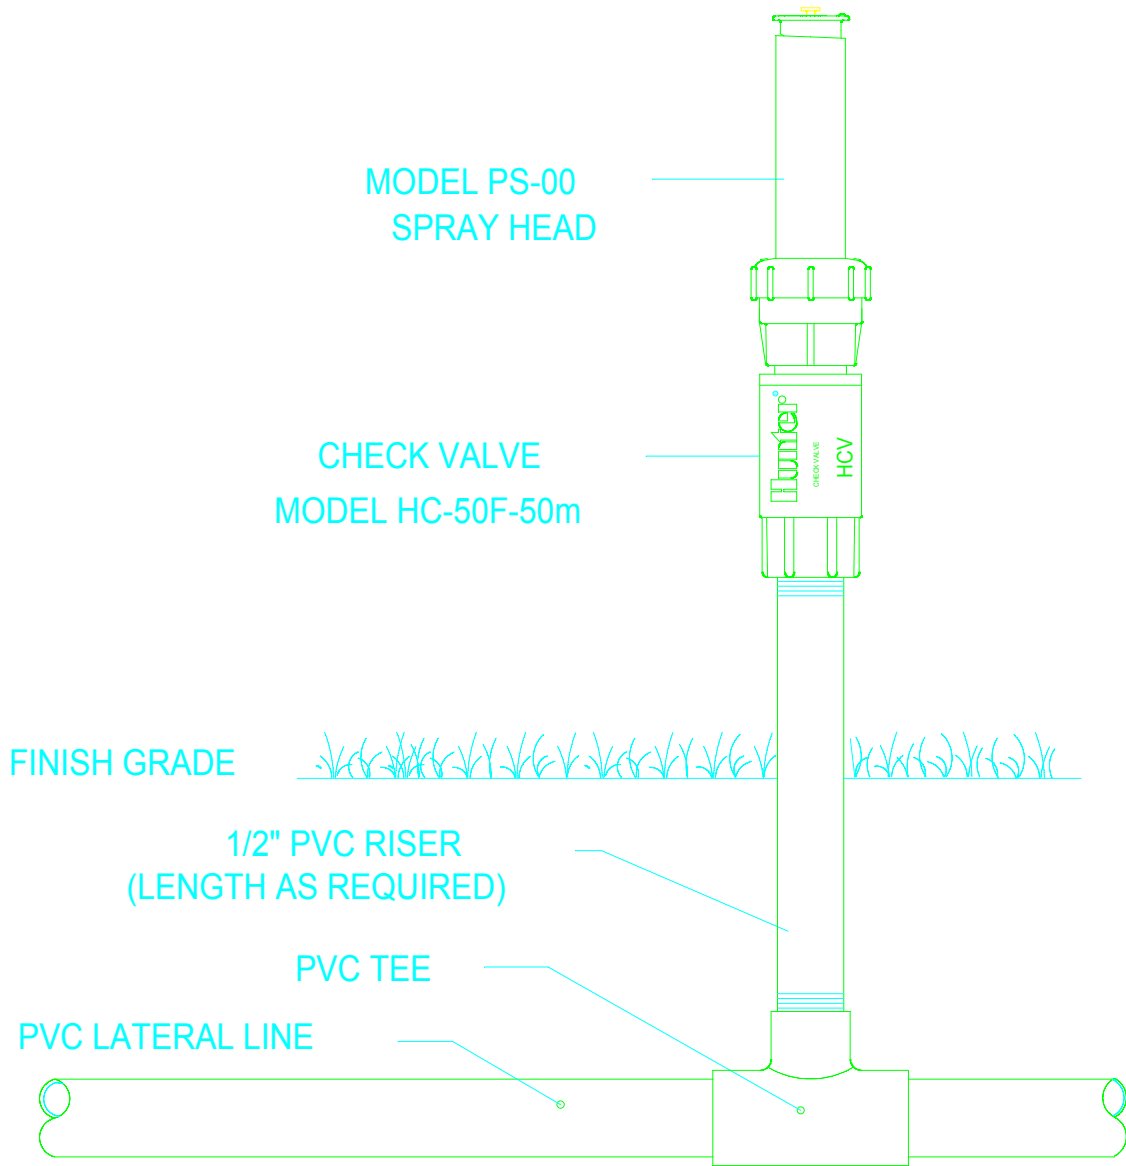 MODEL PS-00
SPRAY HEAD
Hunter
CHECK VALVE
HCV
CHECK VALVE
MODEL HC-50F-50m
FINISH GRADE
1/2" PVC RISER
(LENGTH AS REQUIRED)
PVC TEE
PVC LATERAL LINE